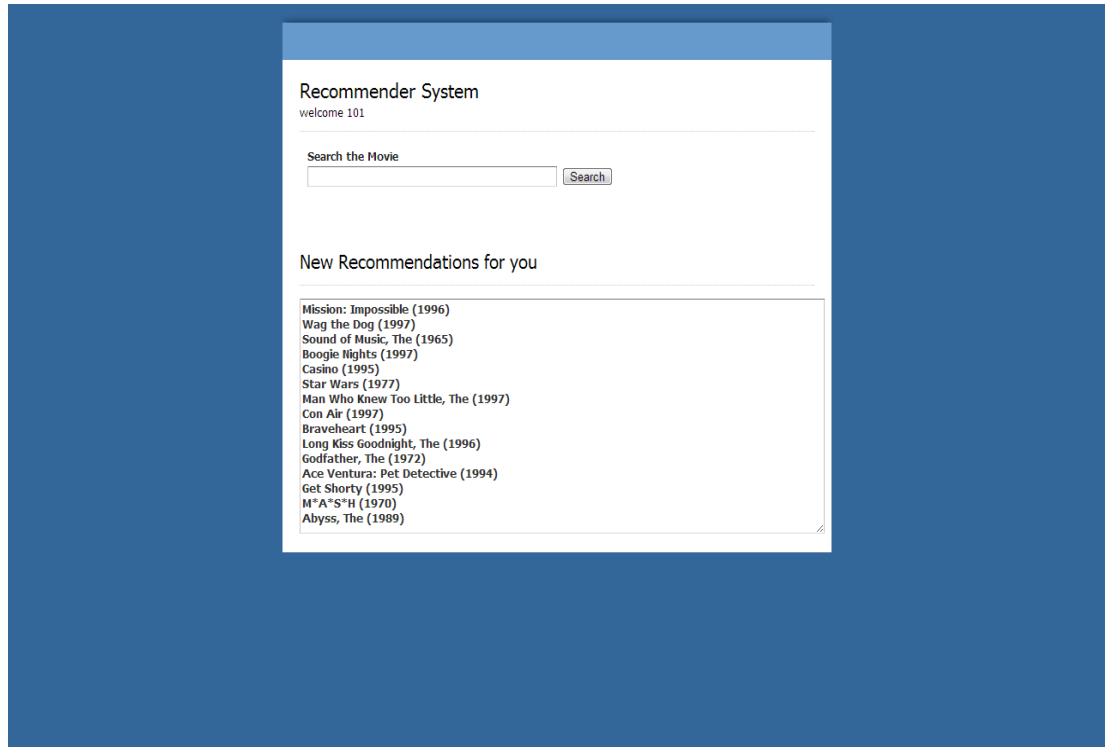 Recommender System
welcome 101
Search the Movie
Search
New Recommendations for you
Mission: Impossible (1996)
Wag the Dog (1997)
Sound of Music, The (1965)
Boogie Nights (1997)
Casino (1995)
Star Wars (1977)
Man Who Knew Too Little, The (1997)
Con Air (1997)
Braveheart (1995)
Long Kiss Goodnight, The (1996)
Godfather, The (1972)
Ace Ventura: Pet Detective (1994)
Get Shorty (1995)
M*A*S*H (1970)
Abyss, The (1989)